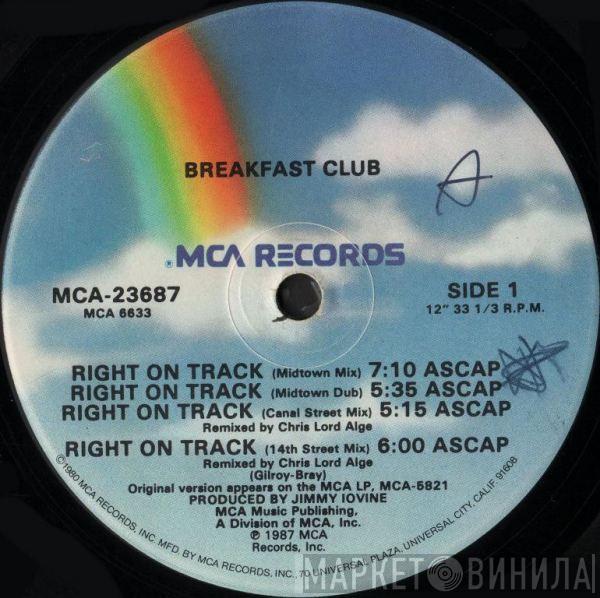 BREAKFAST CLUB
A
MCA RECORDS
MCA-23687
MCA 6633
SIDE 1
12" 33 1/3 R.P.M.
RIGHT ON TRACK (Midtown Mix) 7:10 ASCAP
RIGHT ON TRACK (Midtown Dub) 5:35 ASCAP
RIGHT ON TRACK (Canal Street Mix) 5:15 ASCAP
Remixed by Chris Lord Alge
RIGHT ON TRACK (14th Street Mix) 6:00 ASCAP
Remixed by Chris Lord Alge
(Gilroy-Bray)
Original version appears on the MCA LP, MCA-5821
PRODUCED BY JIMMY IOVINE
MCA Music Publishing,
A Division of MCA, Inc.
℗ 1987 MCA
Records, Inc.
©1980 MCA RECORDS, INC. MFD. BY MCA RECORDS, INC., 70 UNIVERSAL PLAZA, UNIVERSAL CITY, CALIF. 91608
МАРКЕТ ВИНИЛА